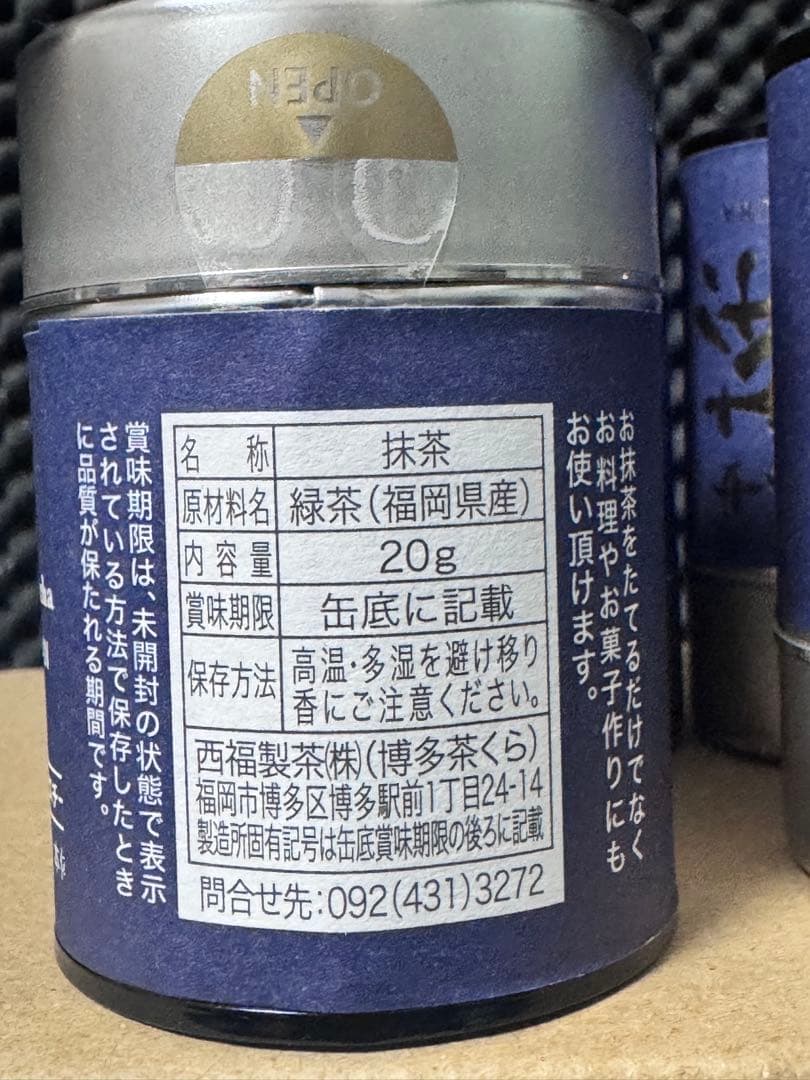 OPEN
お抹茶をたてるだけでなく
お料理やお菓子作りにも
お使い頂けます。
名称 抹茶
原材料名 緑茶(福岡県産)
内容量 20g
賞味期限 缶底に記載
保存方法 高温・多湿を避け移り
香にご注意ください。
西福製茶㈱(博多茶くら)
福岡市博多区博多駅前1丁目24-14
製造所固有記号は缶底賞味期限の後ろに記載
問合せ先:092(431)3272
賞味期限は、未開封の状態で表示
されている方法で保存したとき
に品質が保たれる期間です。